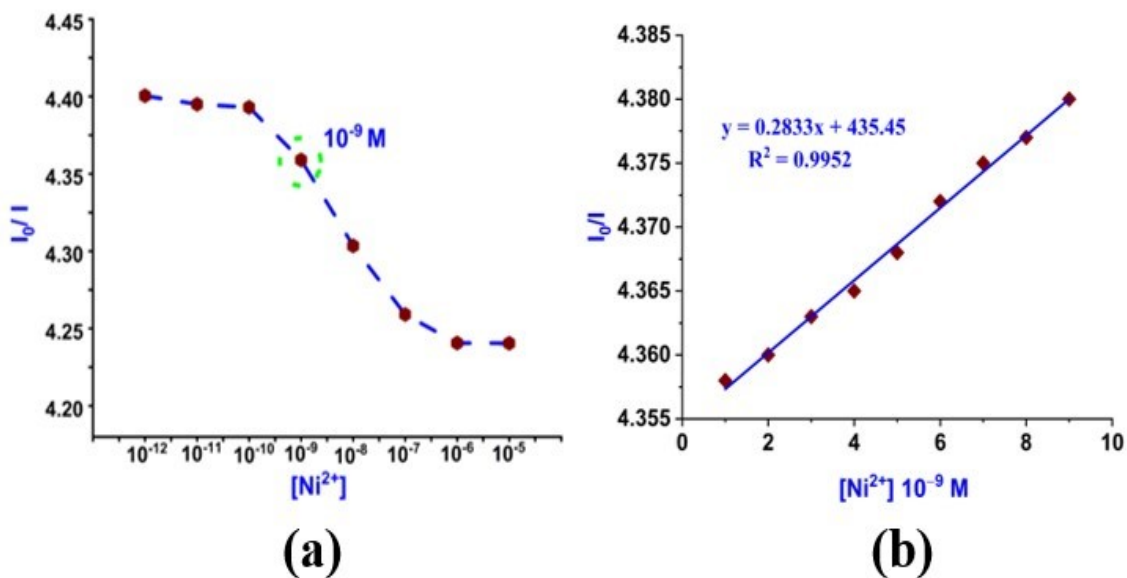 4.45
4.40
4.35
4.30
4.25
4.20
I₀/ I
10⁻⁹ M
10⁻¹² 10⁻¹¹ 10⁻¹⁰ 10⁻⁹ 10⁻⁸ 10⁻⁷ 10⁻⁶ 10⁻⁵
[Ni²⁺]
(a)
4.385
4.380
4.375
4.370
4.365
4.360
4.355
I₀/I
y = 0.2833x + 435.45
R² = 0.9952
0 2 4 6 8 10
[Ni²⁺] 10⁻⁹ M
(b)